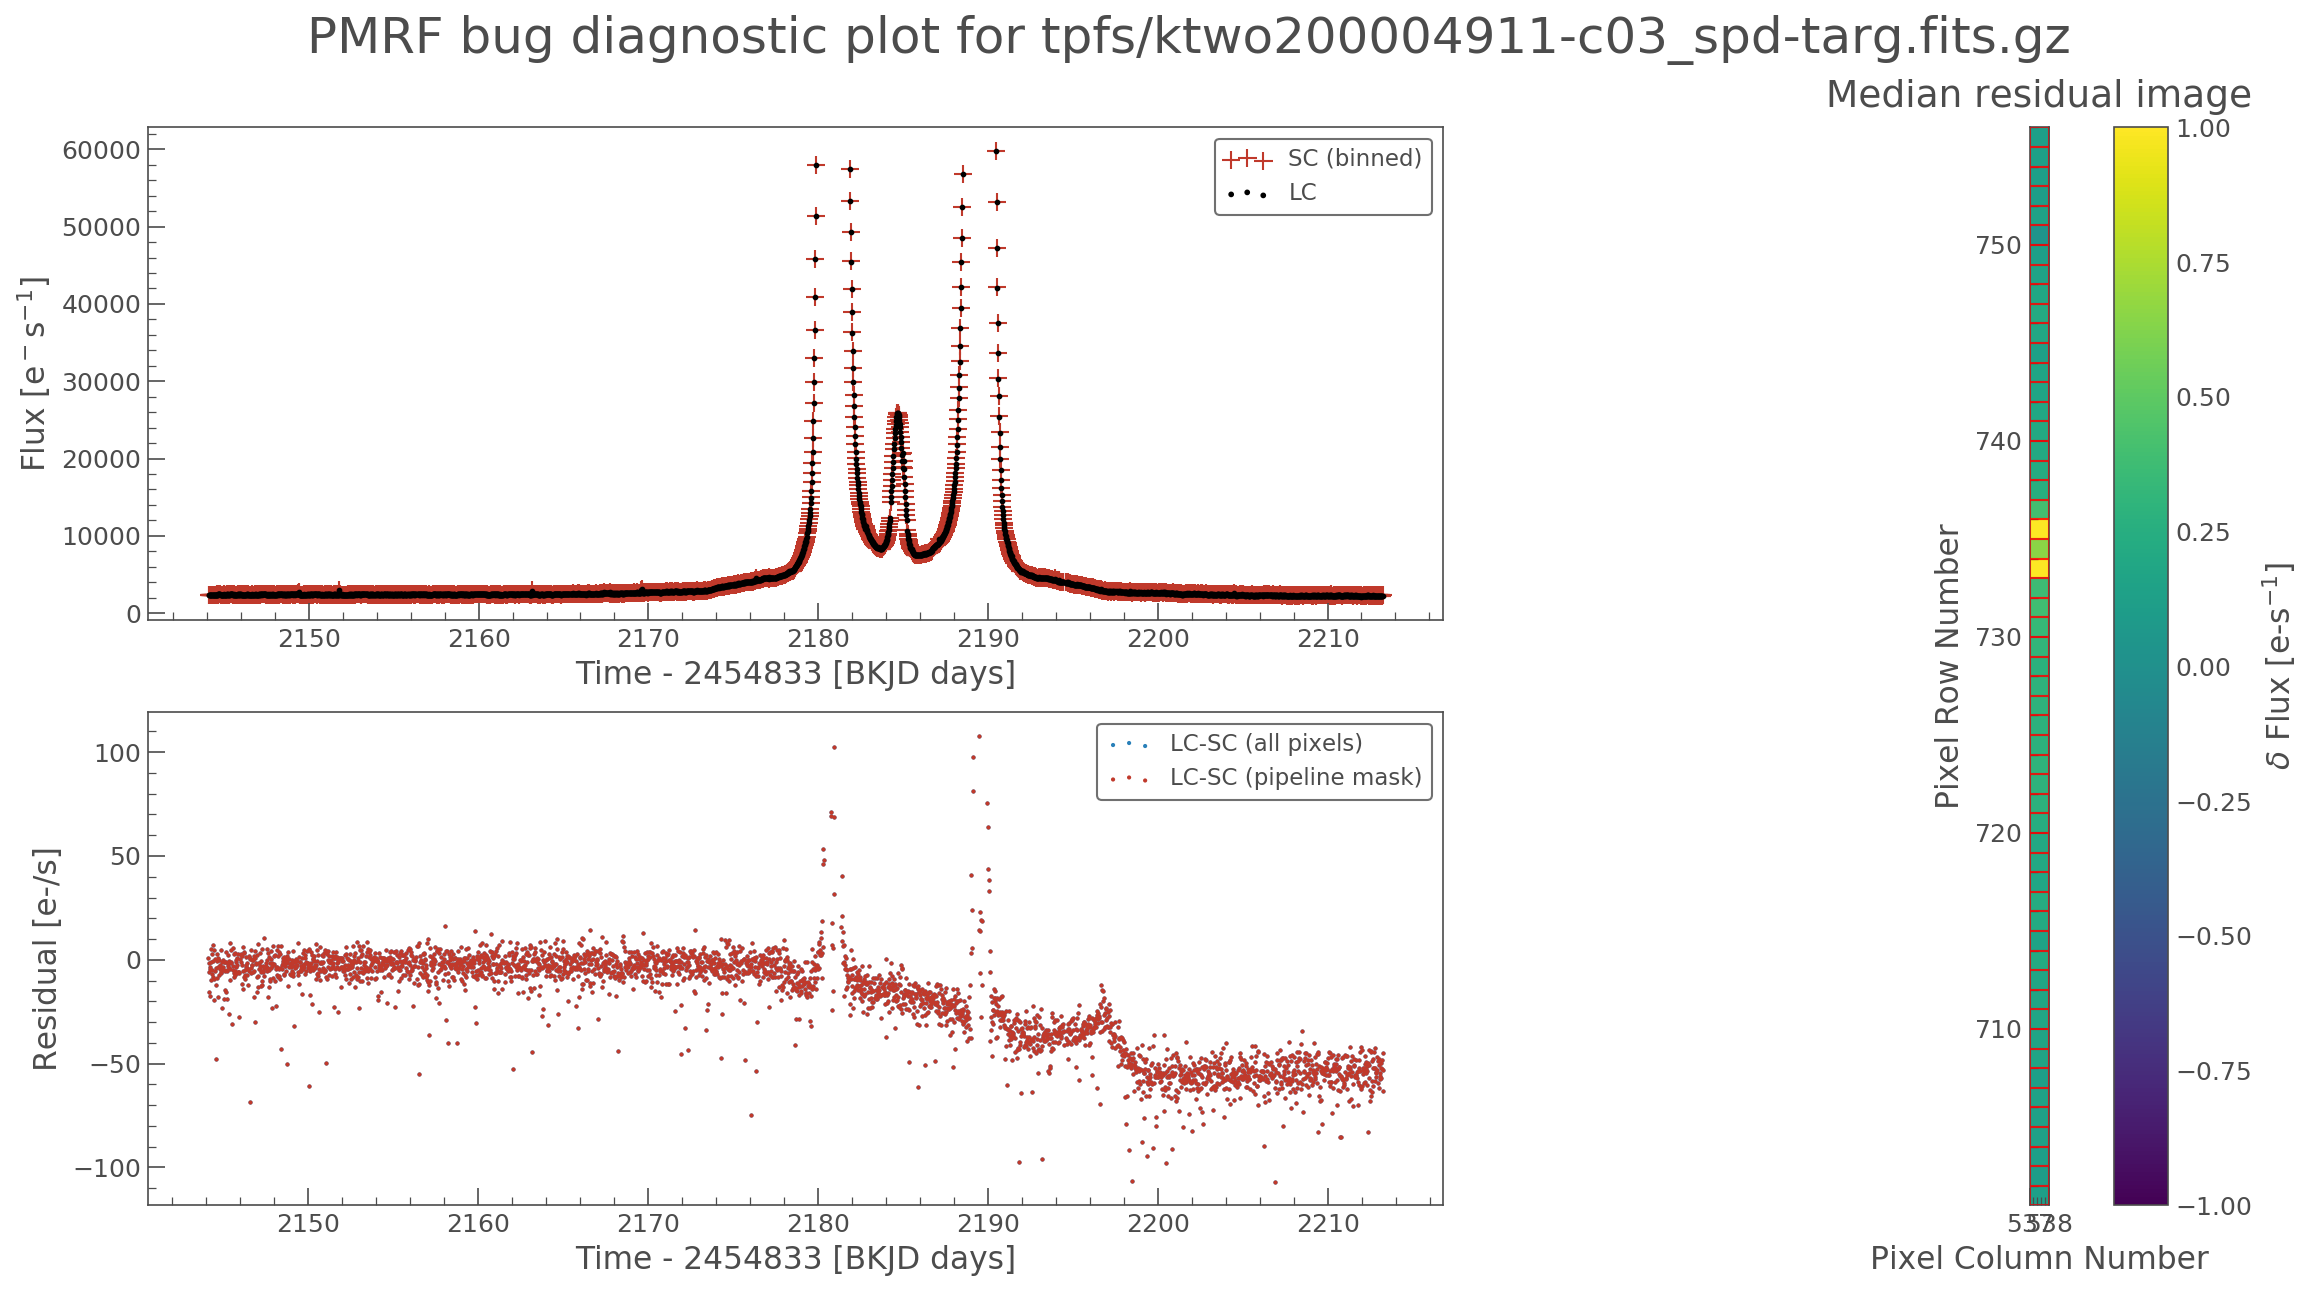 PMRF bug diagnostic plot for tpfs/ktwo200004911-c03_spd-targ.fits.gz
Flux [e⁻ s⁻¹]
60000
50000
40000
30000
20000
10000
0
SC (binned)
LC
2150 2160 2170 2180 2190 2200 2210
Time - 2454833 [BKJD days]
Residual [e-/s]
100
50
0
−50
−100
LC-SC (all pixels)
LC-SC (pipeline mask)
2150 2160 2170 2180 2190 2200 2210
Time - 2454833 [BKJD days]
Median residual image
Pixel Row Number
750
740
730
720
710
537 538
Pixel Column Number
1.00
0.75
0.50
0.25
0.00
−0.25
−0.50
−0.75
−1.00
δ Flux [e-s⁻¹]